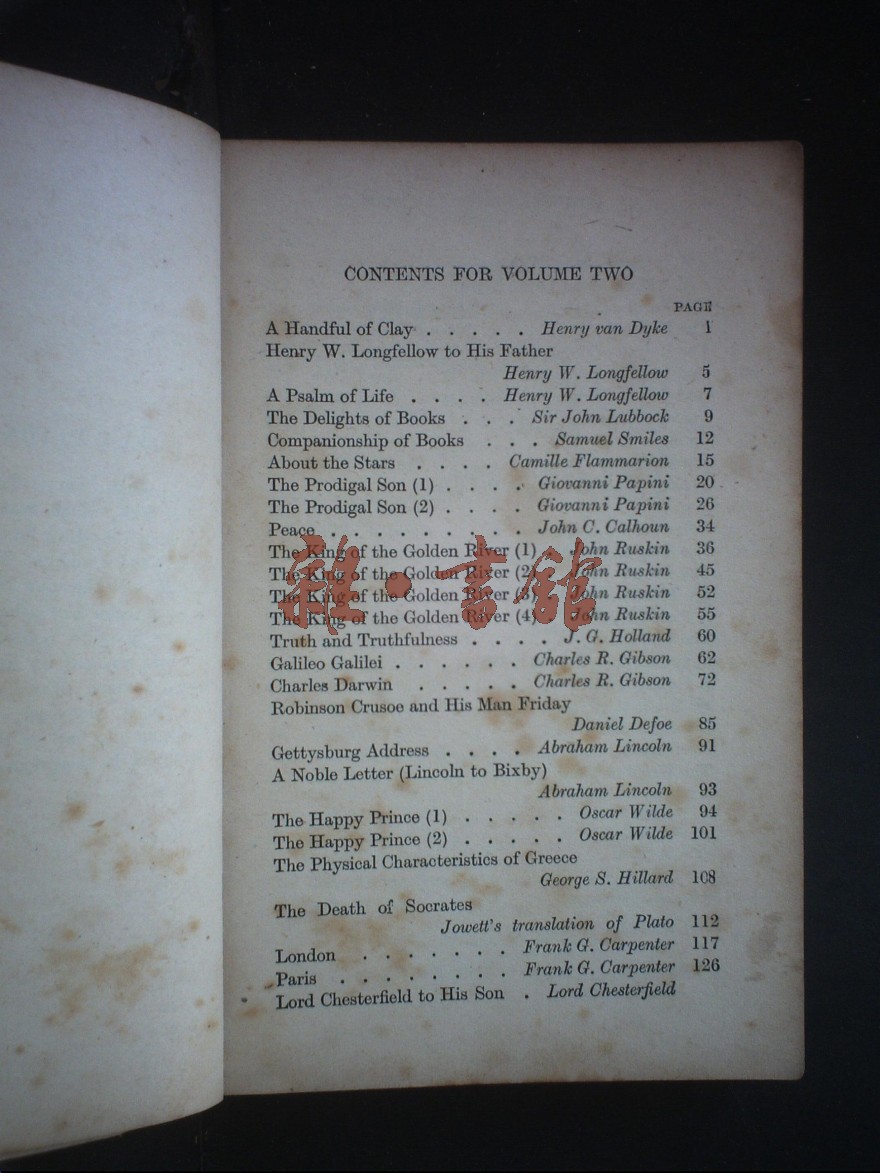 CONTENTS FOR VOLUME TWO
PAGE
A Handful of Clay . . . . . Henry van Dyke 1
Henry W. Longfellow to His Father
Henry W. Longfellow 5
A Psalm of Life . . . . Henry W. Longfellow 7
The Delights of Books . . . Sir John Lubbock 9
Companionship of Books . . . Samuel Smiles 12
About the Stars . . . . Camille Flammarion 15
The Prodigal Son (1) . . . . Giovanni Papini 20
The Prodigal Son (2) . . . . Giovanni Papini 26
Peace . . . . . . . . . John C. Calhoun 34
The King of the Golden River (1) . John Ruskin 36
The King of the Golden River (2) John Ruskin 45
The King of the Golden River (3) John Ruskin 52
The King of the Golden River (4) John Ruskin 55
雜·書館
Truth and Truthfulness . . . . J. G. Holland 60
Galileo Galilei . . . . . . Charles R. Gibson 62
Charles Darwin . . . . . Charles R. Gibson 72
Robinson Crusoe and His Man Friday
Daniel Defoe 85
Gettysburg Address . . . . Abraham Lincoln 91
A Noble Letter (Lincoln to Bixby)
Abraham Lincoln 93
The Happy Prince (1) . . . . . Oscar Wilde 94
The Happy Prince (2) . . . . . Oscar Wilde 101
The Physical Characteristics of Greece
George S. Hillard 108
The Death of Socrates
Jowett's translation of Plato 112
London . . . . . . . Frank G. Carpenter 117
Paris . . . . . . . . Frank G. Carpenter 126
Lord Chesterfield to His Son . Lord Chesterfield